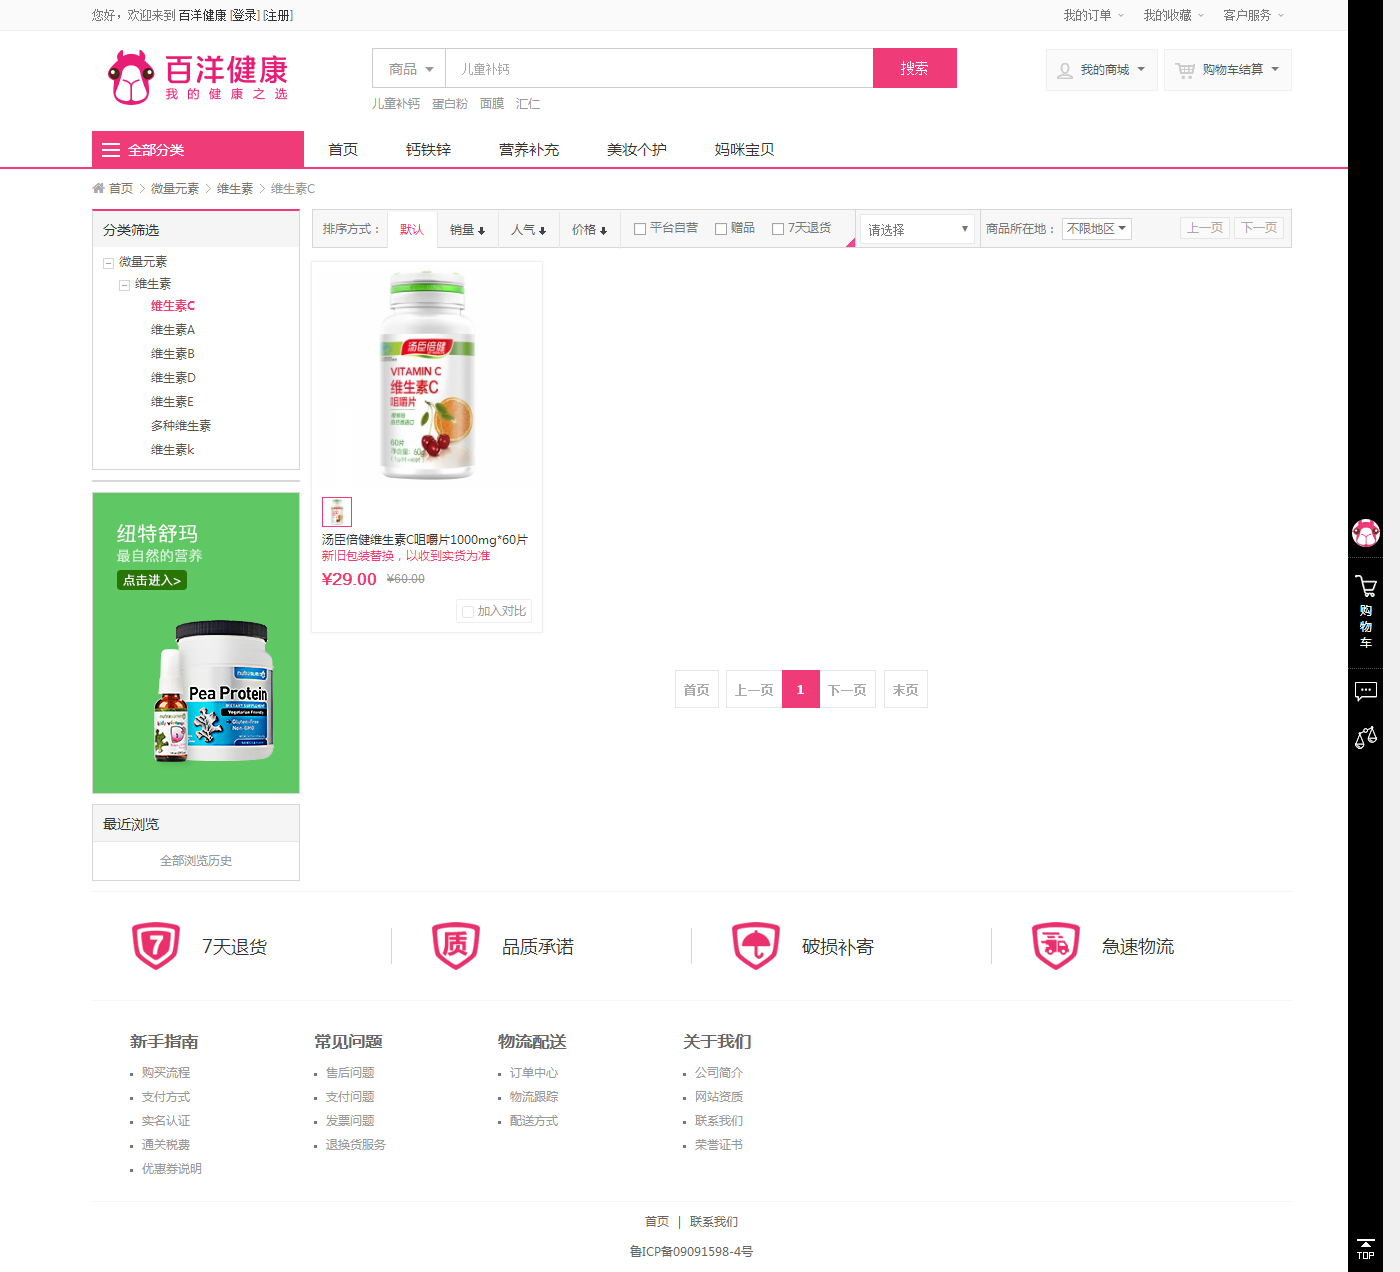 您好，欢迎来到 百洋健康 [登录] [注册]
我的订单 我的收藏 客户服务
百洋健康
我的健康之选
商品 儿童补钙 搜索
我的商城 购物车结算
儿童补钙 蛋白粉 面膜 汇仁
全部分类 首页 钙铁锌 营养补充 美妆个护 妈咪宝贝
首页 > 微量元素 > 维生素 > 维生素C
分类筛选
微量元素
维生素
维生素C
维生素A
维生素B
维生素D
维生素E
多种维生素
维生素k
排序方式： 默认 销量 人气 价格 平台自营 赠品 7天退货 请选择 商品所在地： 不限地区 上一页 下一页
汤臣倍健
VITAMIN C
维生素C
咀嚼片
60片
汤臣倍健维生素C咀嚼片1000mg*60片
新旧包装替换，以收到实货为准
¥29.00 ¥60.00
加入对比
首页 上一页 1 下一页 末页
纽特舒玛
最自然的营养
点击进入>
Pea Protein
Vegetarian Friendly
Gluten-free
Non-GMO
最近浏览
全部浏览历史
购物车
TOP
7 7天退货
质 品质承诺
破损补寄
急速物流
新手指南
购买流程
支付方式
实名认证
通关税费
优惠券说明
常见问题
售后问题
支付问题
发票问题
退换货服务
物流配送
订单中心
物流跟踪
配送方式
关于我们
公司简介
网站资质
联系我们
荣誉证书
首页 | 联系我们
鲁ICP备09091598-4号